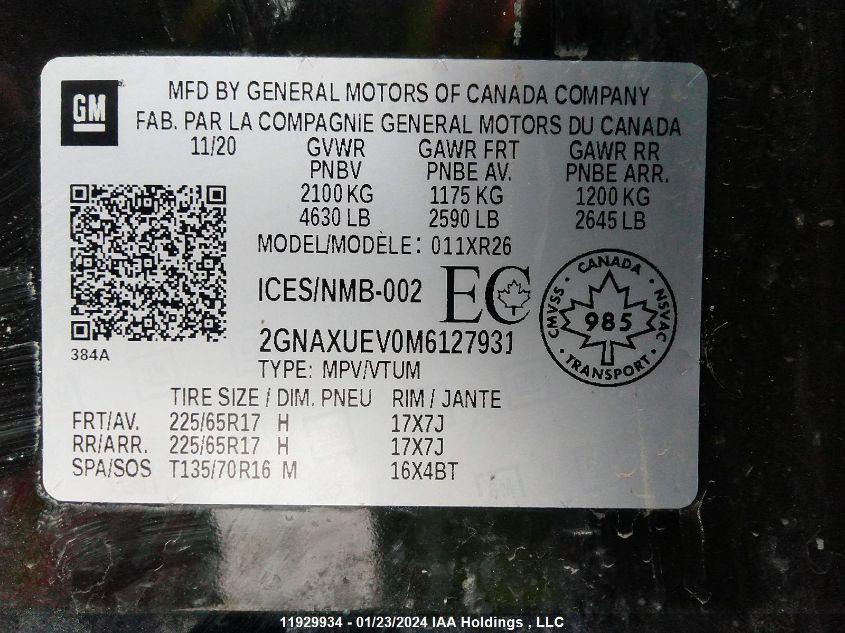 GM
MFD BY GENERAL MOTORS OF CANADA COMPANY
FAB. PAR LA COMPAGNIE GENERAL MOTORS DU CANADA
11/20 GVWR GAWR FRT GAWR RR
PNBV PNBE AV. PNBE ARR.
2100 KG 1175 KG 1200 KG
4630 LB 2590 LB 2645 LB
MODEL/MODÈLE: 011XR26
ICES/NMB-002 EC
CANADA
CMVSS 985 NSVAC
TRANSPORT
2GNAXUEV0M6127931
384A
TYPE: MPV/VTUM
TIRE SIZE / DIM. PNEU RIM / JANTE
FRT/AV. 225/65R17 H 17X7J
RR/ARR. 225/65R17 H 17X7J
SPA/SOS T135/70R16 M 16X4BT
11929934 - 01/23/2024 IAA Holdings , LLC